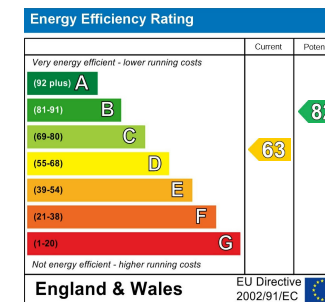 Energy Efficiency Rating
Current
Very energy efficient - lower running costs
(92 plus) A
(81-91) B
(69-80) C
(55-68) D
63
(39-54) E
(21-38) F
(1-20) G
Not energy efficient - higher running costs
England & Wales
EU Directive
2002/91/EC